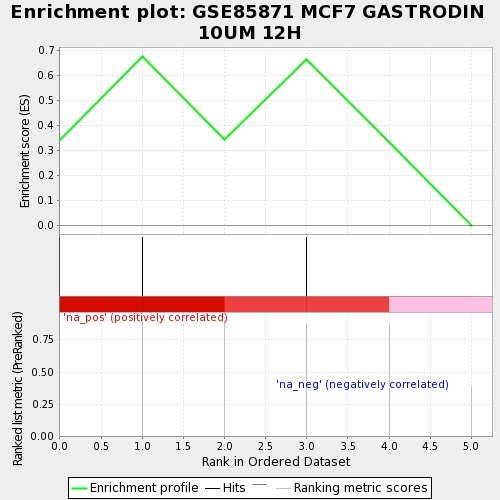 Enrichment plot: GSE85871 MCF7 GASTRODIN
10UM 12H
Enrichment score (ES)
0.7
0.6
0.5
0.4
0.3
0.2
0.1
0.0
'na_pos' (positively correlated)
'na_neg' (negatively correlated)
Ranked list metric (PreRanked)
0.75
0.50
0.25
0.00
0.0 0.5 1.0 1.5 2.0 2.5 3.0 3.5 4.0 4.5 5.0
Rank in Ordered Dataset
Enrichment profile Hits Ranking metric scores